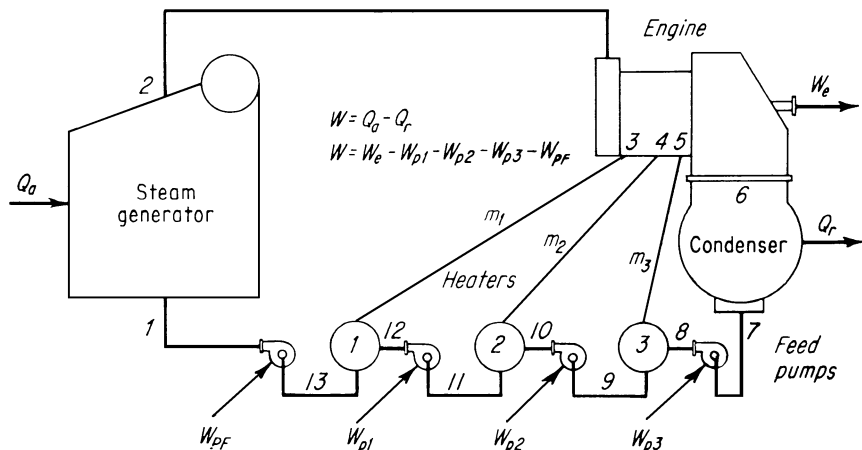 Engine
2
W = Qa - Qr
W = We - Wp1 - Wp2 - Wp3 - WPF
3 4 5
We
Qa
Steam
generator
6
m1
m2
m3
Condenser
Qr
Heaters
1
1 12 2 10 3 8 7
13 11 9
Feed
pumps
WPF Wp1 Wp2 Wp3